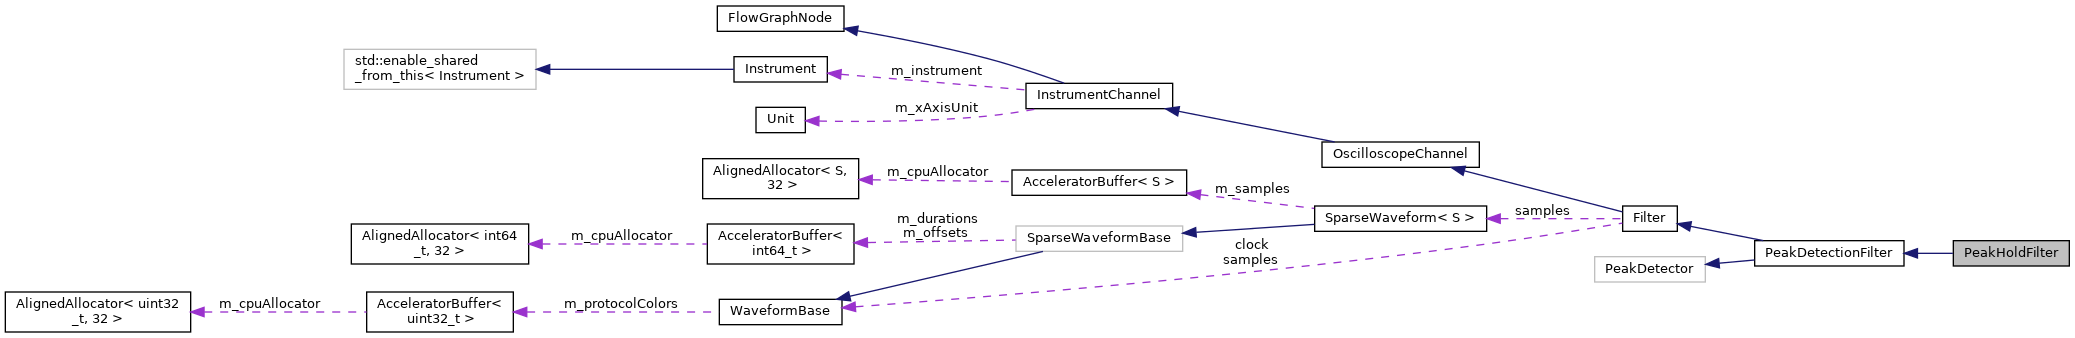 FlowGraphNode
std::enable_shared
_from_this< Instrument >
Instrument
m_instrument
InstrumentChannel
Unit
m_xAxisUnit
OscilloscopeChannel
AlignedAllocator< S,
32 >
m_cpuAllocator
AcceleratorBuffer< S >
m_samples
SparseWaveform< S >
samples
Filter
AlignedAllocator< int64
_t, 32 >
m_cpuAllocator
AcceleratorBuffer<
int64_t >
m_durations
m_offsets
SparseWaveformBase
clock
samples
PeakDetector
PeakDetectionFilter
PeakHoldFilter
AlignedAllocator< uint32
_t, 32 >
m_cpuAllocator
AcceleratorBuffer<
uint32_t >
m_protocolColors
WaveformBase